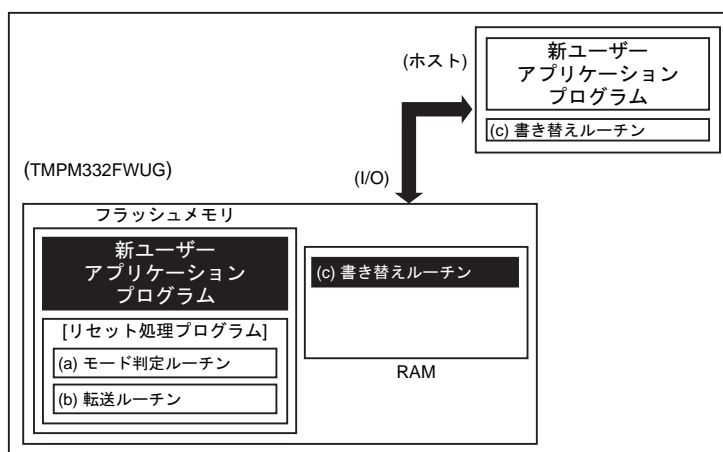 (ホスト)
新ユーザー
アプリケーション
プログラム
(c) 書き替えルーチン
(TMPM332FWUG)
(I/O)
フラッシュメモリ
新ユーザー
アプリケーション
プログラム
[リセット処理プログラム]
(a) モード判定ルーチン
(b) 転送ルーチン
(c) 書き替えルーチン
RAM